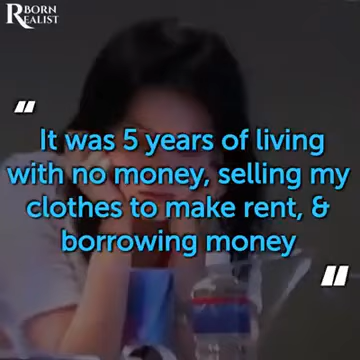 BORN
REALIST
"
It was 5 years of living
with no money, selling my
clothes to make rent, &
borrowing money
"